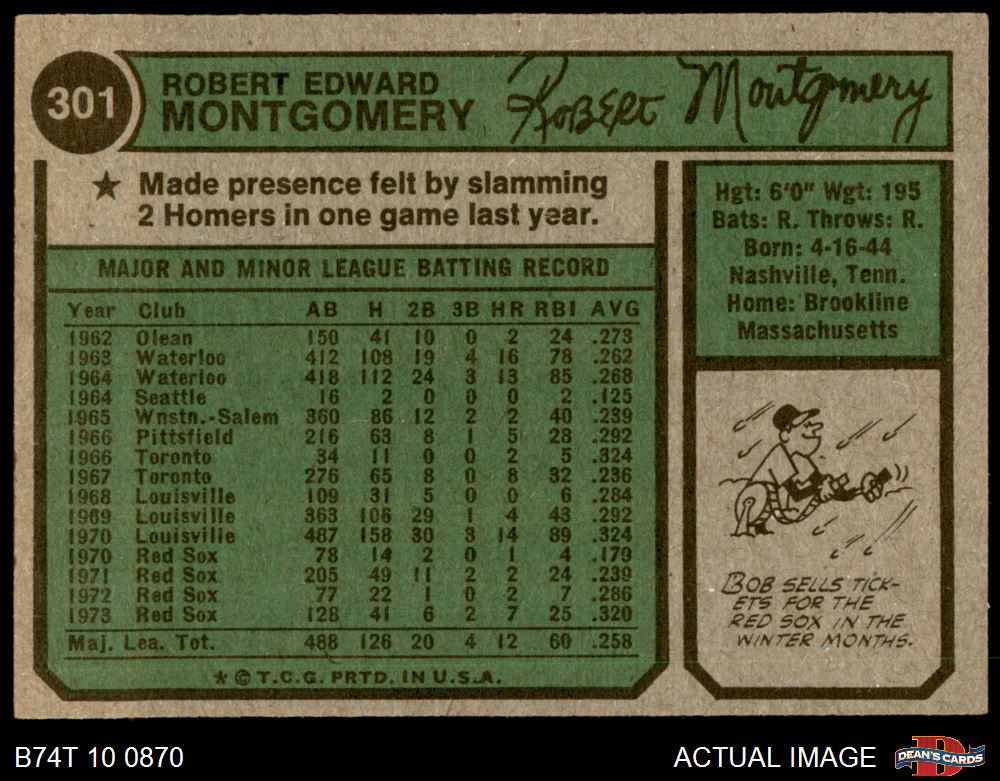 301
ROBERT EDWARD
MONTGOMERY
Robert Montgomery
★ Made presence felt by slamming
2 Homers in one game last year.
MAJOR AND MINOR LEAGUE BATTING RECORD
Year Club AB H 2B 3B HR RBI AVG
1962 Olean 150 41 10 0 2 24 .273
1963 Waterloo 412 108 19 4 16 78 .262
1964 Waterloo 418 112 24 3 13 85 .268
1964 Seattle 16 2 0 0 0 2 .125
1965 Wnstn.-Salem 360 86 12 2 2 40 .239
1966 Pittsfield 216 63 8 1 5 28 .292
1966 Toronto 34 11 0 0 2 5 .324
1967 Toronto 276 65 8 0 8 32 .236
1968 Louisville 109 31 5 0 0 6 .284
1969 Louisville 363 106 29 1 4 43 .292
1970 Louisville 487 158 30 3 14 89 .324
1970 Red Sox 78 14 2 0 1 4 .179
1971 Red Sox 205 49 11 2 2 24 .239
1972 Red Sox 77 22 1 0 2 7 .286
1973 Red Sox 128 41 6 2 7 25 .320
Maj. Lea. Tot. 488 126 20 4 12 60 .258
★ © T.C.G. PRTD. IN U.S.A.
Hgt: 6'0" Wgt: 195
Bats: R. Throws: R.
Born: 4-16-44
Nashville, Tenn.
Home: Brookline
Massachusetts
BOB SELLS TICK-
ETS FOR THE
RED SOX IN THE
WINTER MONTHS.
B74T 10 0870
ACTUAL IMAGE
D
DEAN'S CARDS